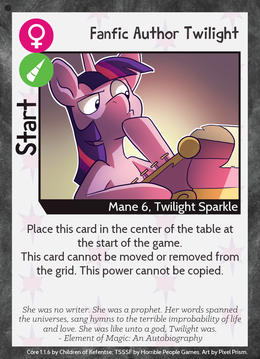 Fanfic Author Twilight
Start
Mane 6, Twilight Sparkle
Place this card in the center of the table at
the start of the game.
This card cannot be moved or removed from
the grid. This power cannot be copied.
She was no writer. She was a prophet. Her words spanned
the universes, sang hymns to the terrible improbability of life
and love. She was like unto a god, Twilight was.
- Element of Magic: An Autobiography
Core 1.1.6 by Children of Kefentse; TSSSF by Horrible People Games. Art by Pixel Prism.